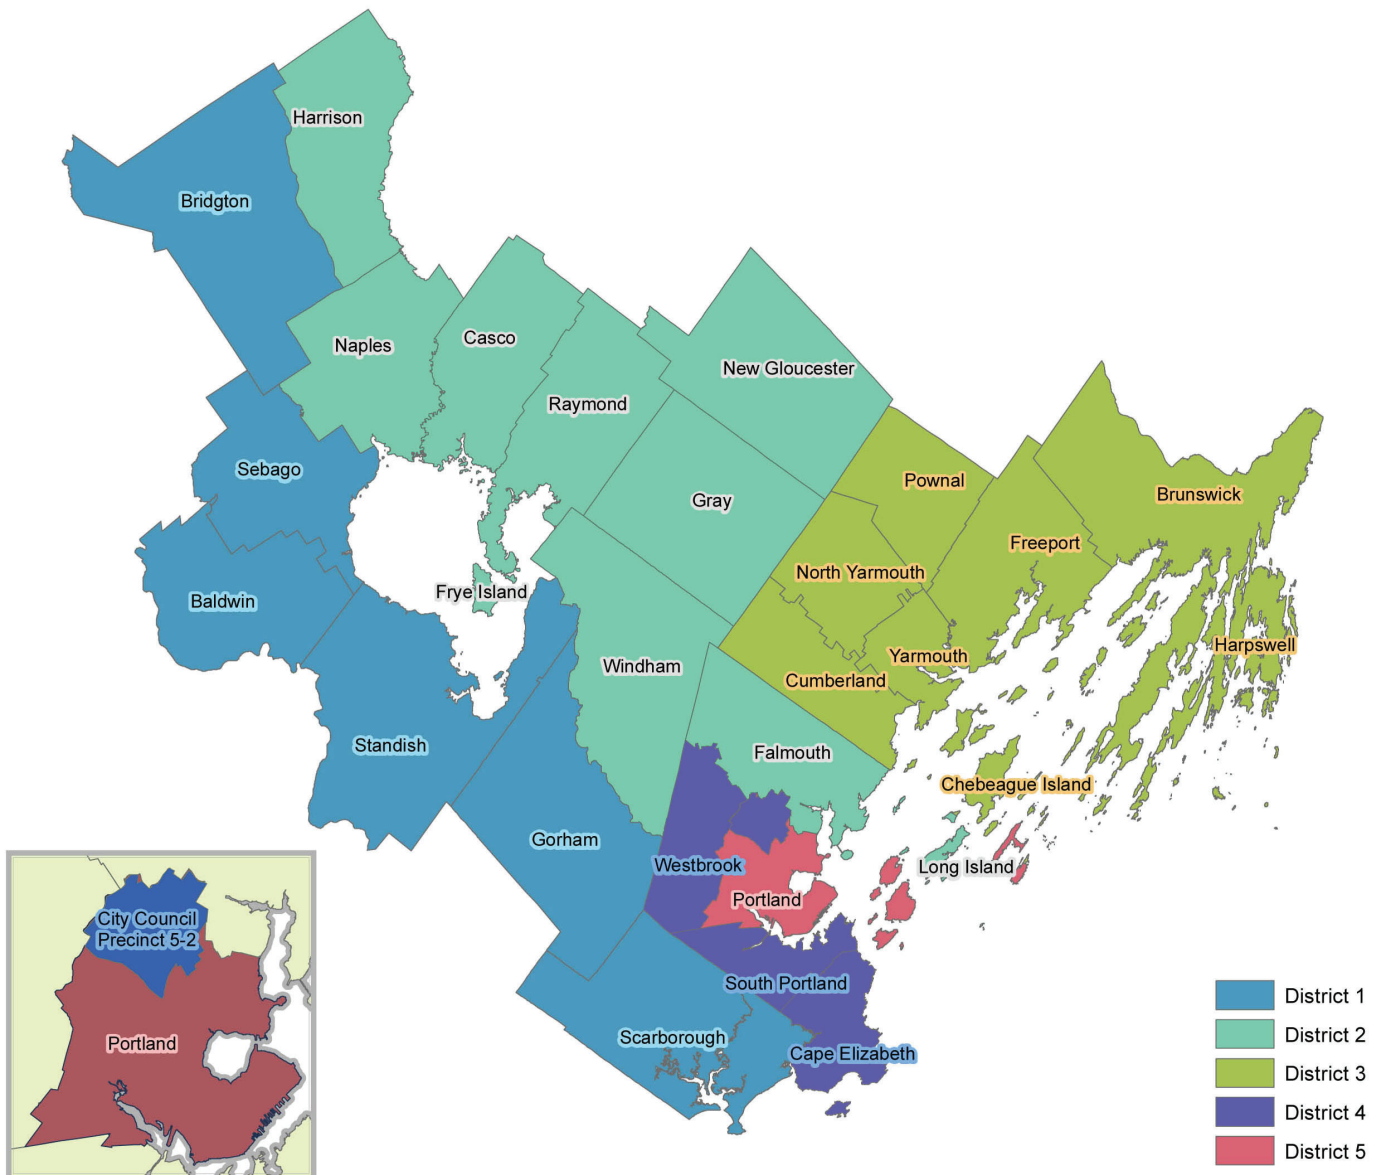 Harrison
Bridgton
Naples
Casco
New Gloucester
Raymond
Sebago
Pownal
Brunswick
Gray
Freeport
North Yarmouth
Frye Island
Baldwin
Harpswell
Yarmouth
Windham
Cumberland
Standish
Falmouth
Chebeague Island
Gorham
Westbrook
Long Island
Portland
South Portland
Scarborough
Cape Elizabeth
City Council
Precinct 5-2
Portland
District 1
District 2
District 3
District 4
District 5